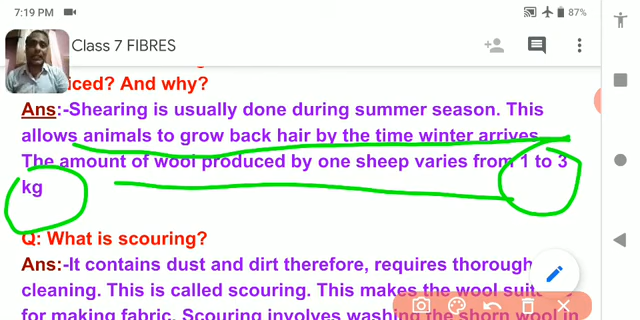 7:19 PM
87%
Class 7 FIBRES
iced? And why?
Ans:-Shearing is usually done during summer season. This
allows animals to grow back hair by the time winter arrives.
The amount of wool produced by one sheep varies from 1 to 3
kg
Q: What is scouring?
Ans:-It contains dust and dirt therefore, requires thorough
cleaning. This is called scouring. This makes the wool suit
for making fabric. Scouring involves washing the shorn wool in